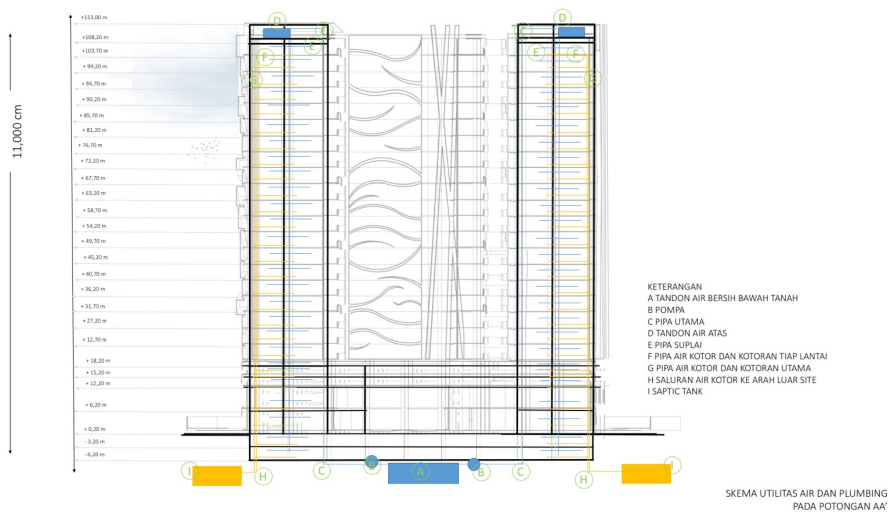 +113,00 m
+108,20 m
+103,70 m
+ 99,20 m
+ 94,70 m
+ 90,20 m
+ 85,70 m
+ 81,20 m
+ 76,70 m
+ 72,20 m
+ 67,70 m
+ 63,20 m
+ 58,70 m
+ 54,20 m
+ 49,70 m
+ 45,20 m
+ 40,70 m
+ 36,20 m
+ 31,70 m
+ 27,20 m
+ 12,70 m
+ 18,20 m
+ 15,20 m
+ 12,20 m
+ 6,20 m
+ 0,20 m
- 3,20 m
- 6,20 m
11,000 cm
D
C
E
F
G
D
C
E
F
G
I
H
C
B
A
B
C
H
I
KETERANGAN
A TANDON AIR BERSIH BAWAH TANAH
B POMPA
C PIPA UTAMA
D TANDON AIR ATAS
E PIPA SUPLAI
F PIPA AIR KOTOR DAN KOTORAN TIAP LANTAI
G PIPA AIR KOTOR DAN KOTORAN UTAMA
H SALURAN AIR KOTOR KE ARAH LUAR SITE
I SAPTIC TANK
SKEMA UTILITAS AIR DAN PLUMBING
PADA POTONGAN AA'